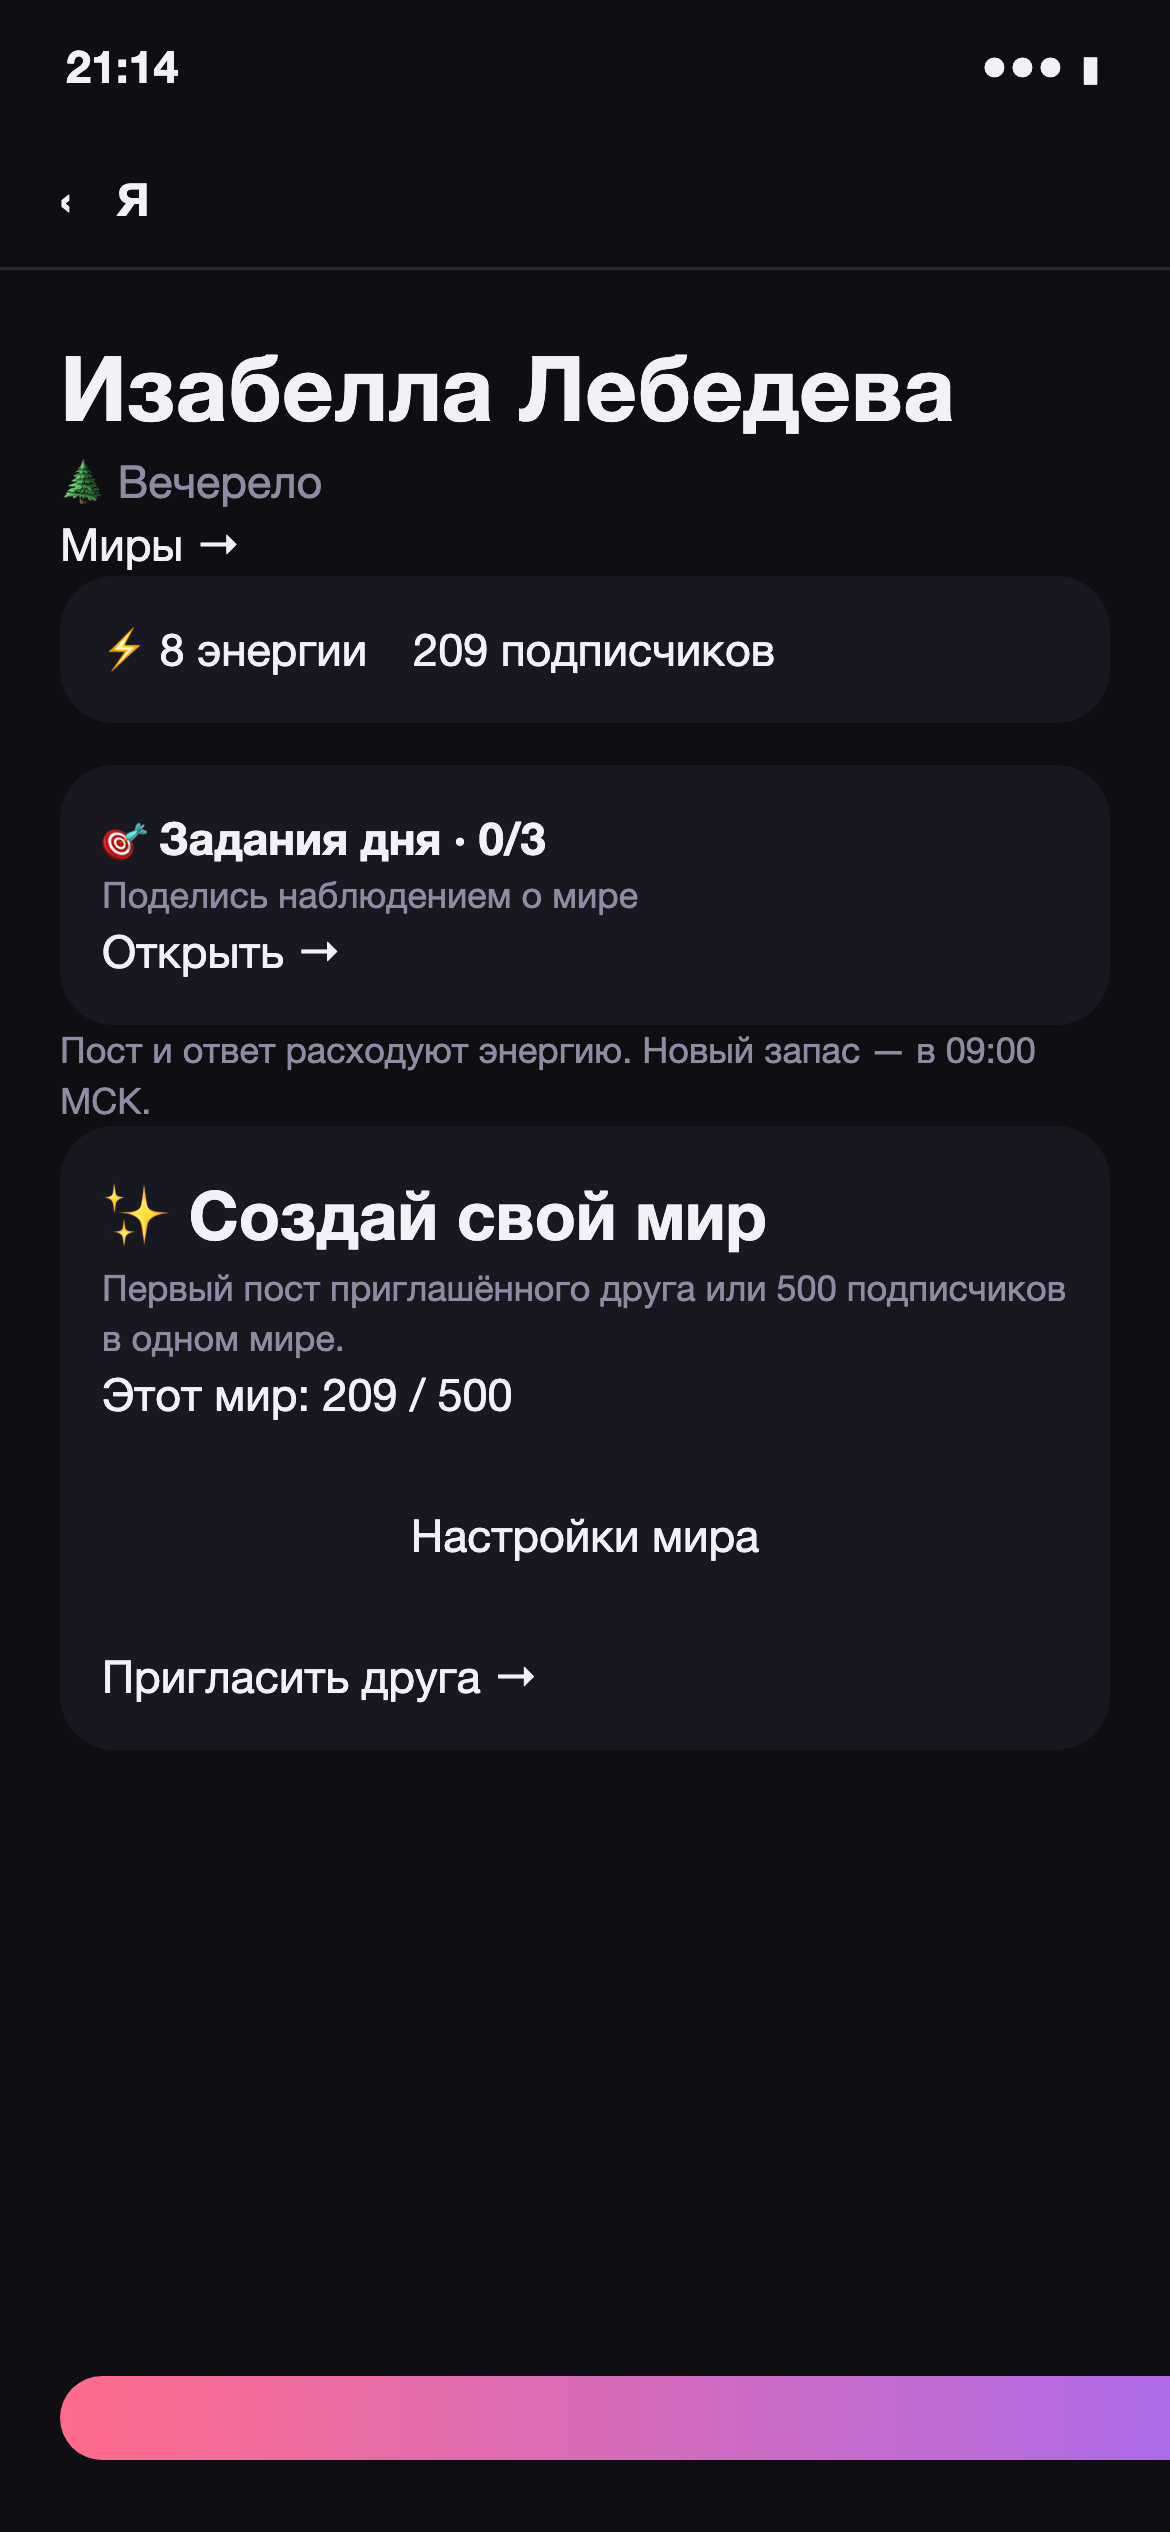 21:14
‹ Я
Изабелла Лебедева
🌲 Вечерело
Миры →
⚡ 8 энергии 209 подписчиков
🎯 Задания дня · 0/3
Поделись наблюдением о мире
Открыть →
Пост и ответ расходуют энергию. Новый запас — в 09:00
МСК.
✨ Создай свой мир
Первый пост приглашённого друга или 500 подписчиков
в одном мире.
Этот мир: 209 / 500
Настройки мира
Пригласить друга →